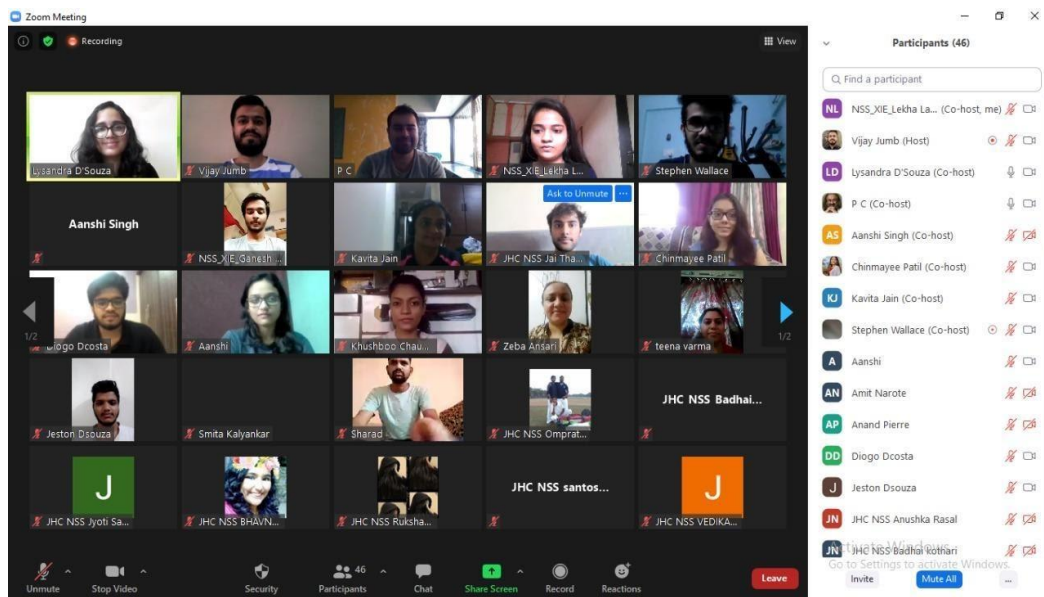 Zoom Meeting
Recording
View
Lysandra D'Souza
Vijay Jumb
P C
NSS_XIE_Lekha L...
Stephen Wallace
Aanshi Singh
NSS_XIE_Ganesh ...
Kavita Jain
Ask to Unmute ...
JHC NSS Jai Tha...
Chinmayee Patil
1/2
Diogo Dcosta
Aanshi
Khushboo Chau...
Zeba Ansari
teena varma
1/2
Jeston Dsouza
Smita Kalyankar
Sharad
JHC NSS Omprat...
JHC NSS Badhai...
J
JHC NSS Jyoti Sa...
JHC NSS BHAVN...
JHC NSS Ruksha...
JHC NSS santos...
J
JHC NSS VEDIKA...
Unmute
Stop Video
Security
46
Participants
Chat
Share Screen
Record
Reactions
Leave
Participants (46)
Find a participant
NL NSS_XIE_Lekha La... (Co-host, me)
Vijay Jumb (Host)
LD Lysandra D'Souza (Co-host)
P C (Co-host)
AS Aanshi Singh (Co-host)
Chinmayee Patil (Co-host)
KJ Kavita Jain (Co-host)
Stephen Wallace (Co-host)
A Aanshi
AN Amit Narote
AP Anand Pierre
DD Diogo Dcosta
J Jeston Dsouza
JN JHC NSS Anushka Rasal
JN JHC NSS Badhai kothari
Activate Windows
Go to Settings to activate Windows.
Invite
Mute All
...